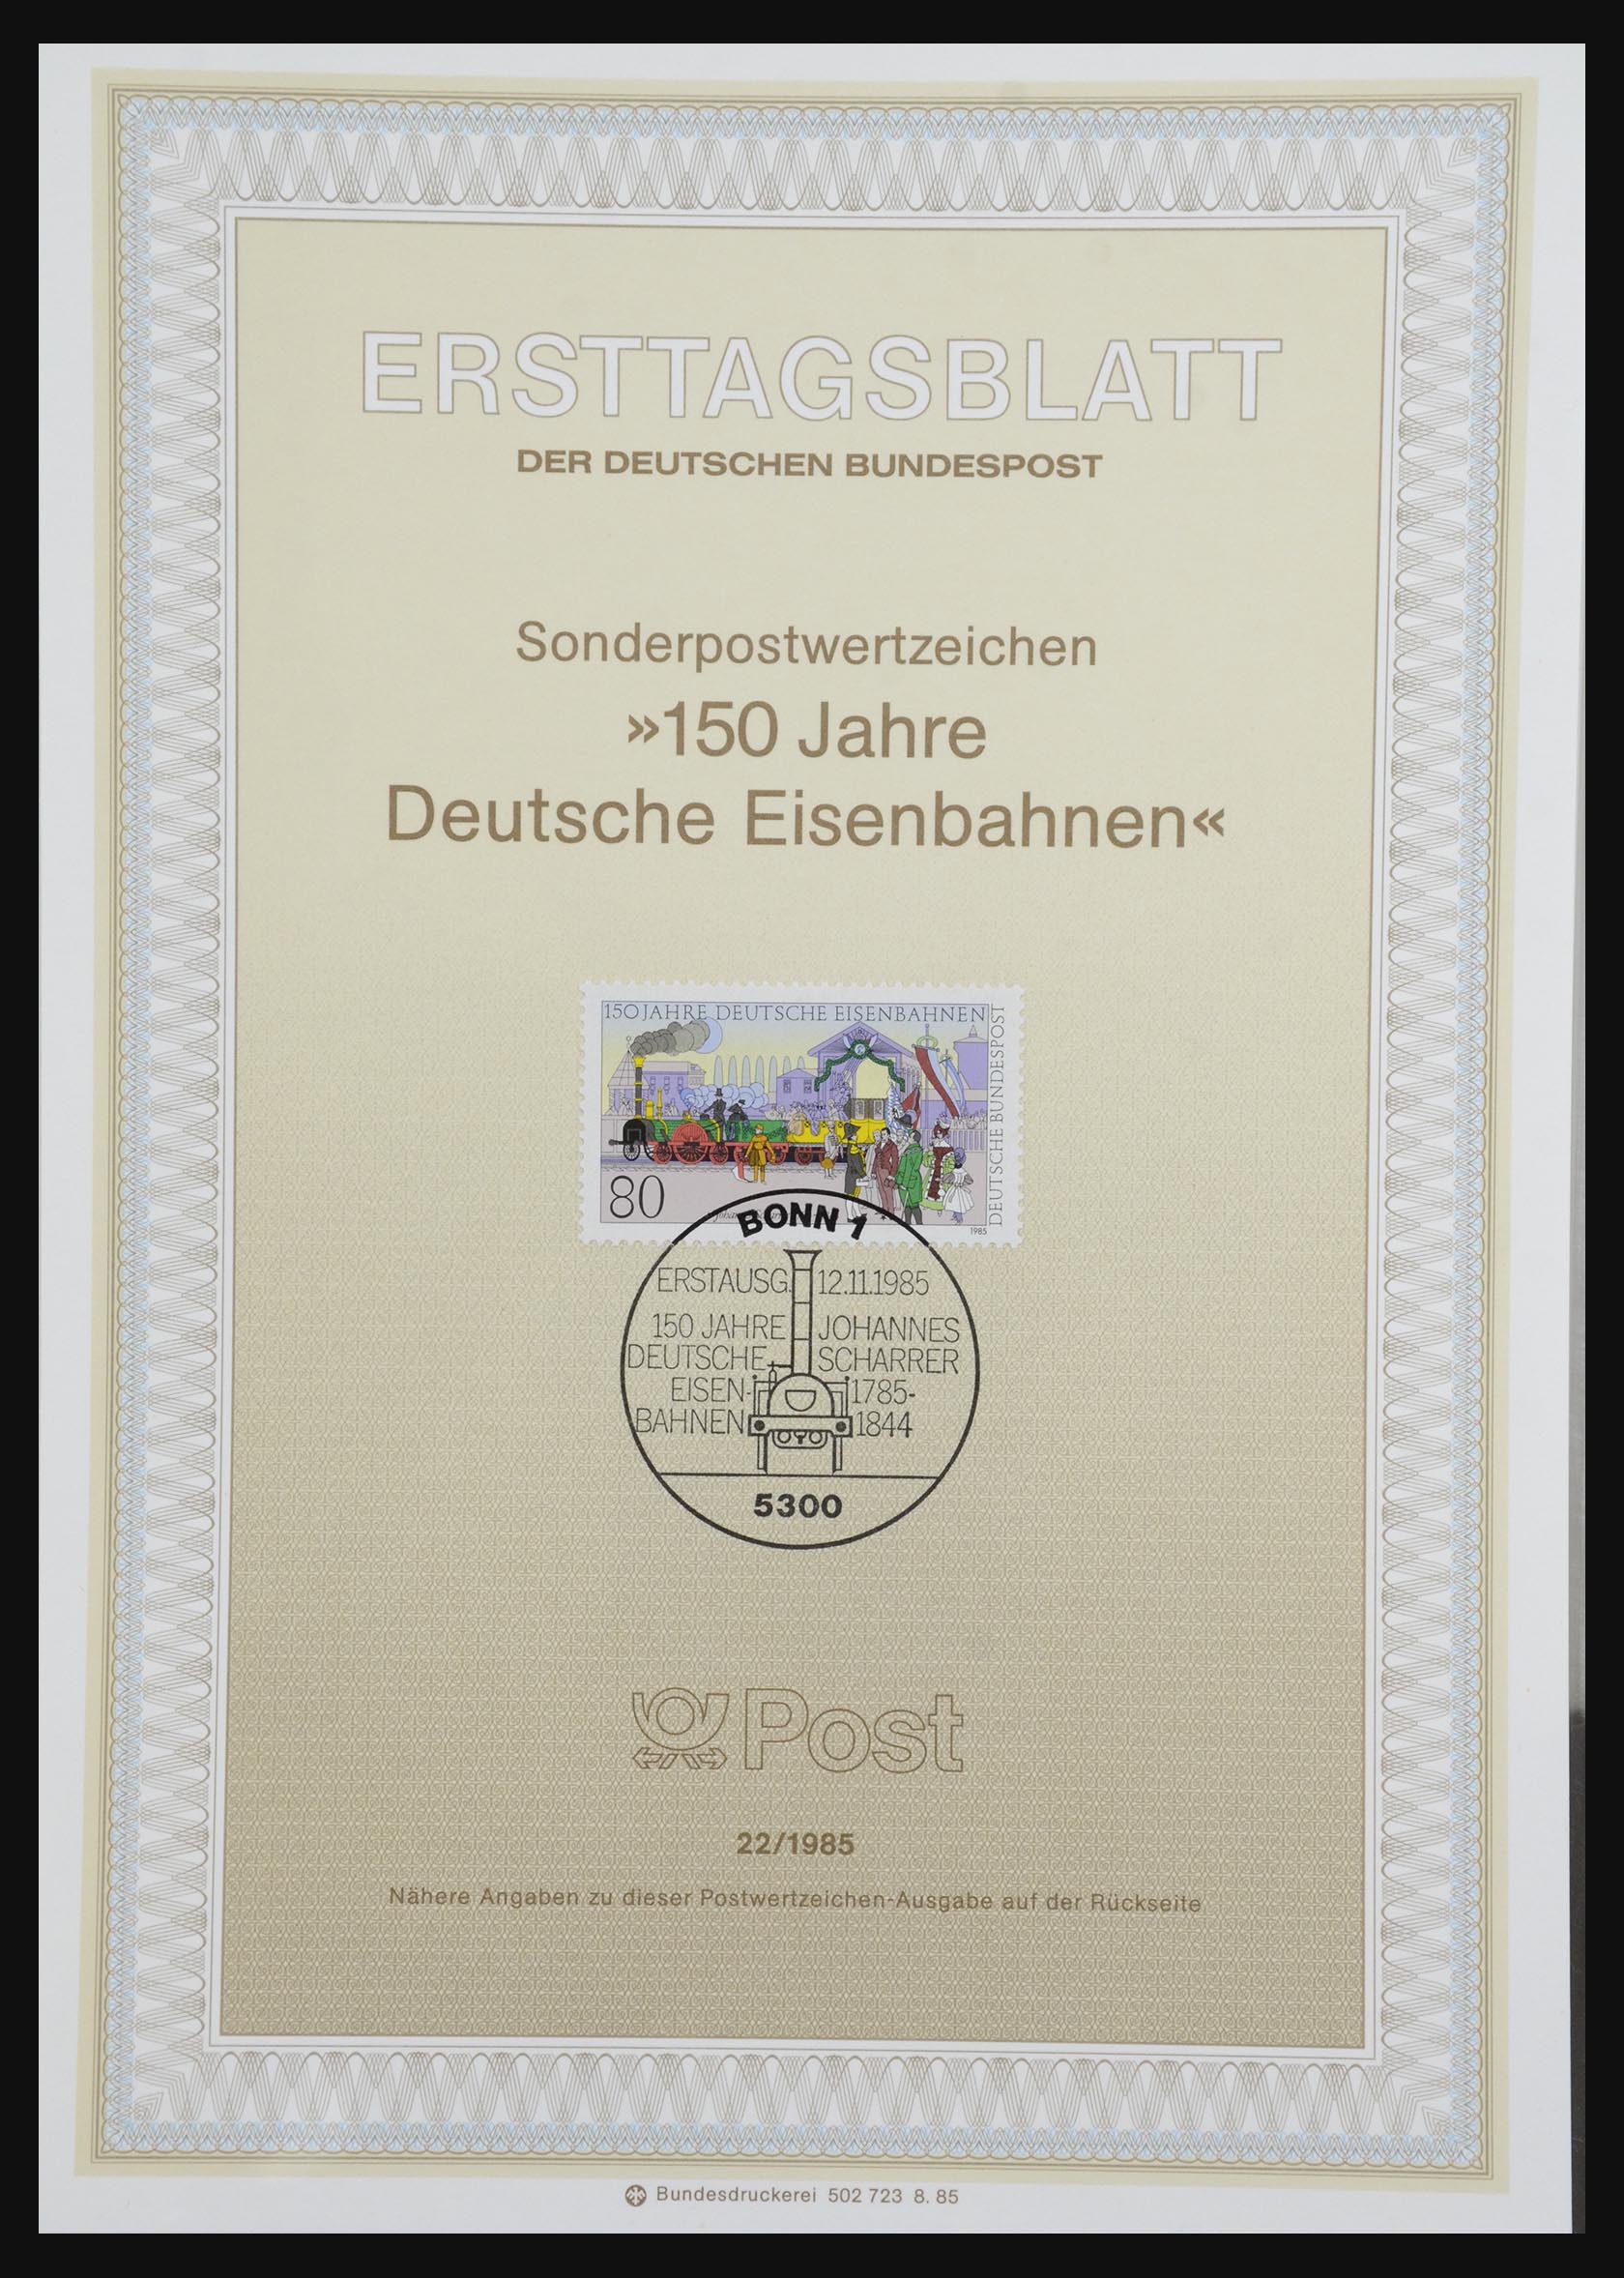 ERSTTAGSBLATT
DER DEUTSCHEN BUNDESPOST
Sonderpostwertzeichen
»150 Jahre
Deutsche Eisenbahnen«
150 JAHRE DEUTSCHE EISENBAHNEN
DEUTSCHE BUNDESPOST
80
1985
BONN 1
ERSTAUSG. 12.11.1985
150 JAHRE JOHANNES
DEUTSCHE SCHARRER
EISEN- 1785-
BAHNEN 1844
5300
Post
22/1985
Nähere Angaben zu dieser Postwertzeichen-Ausgabe auf der Rückseite
Bundesdruckerei 502 723 8. 85